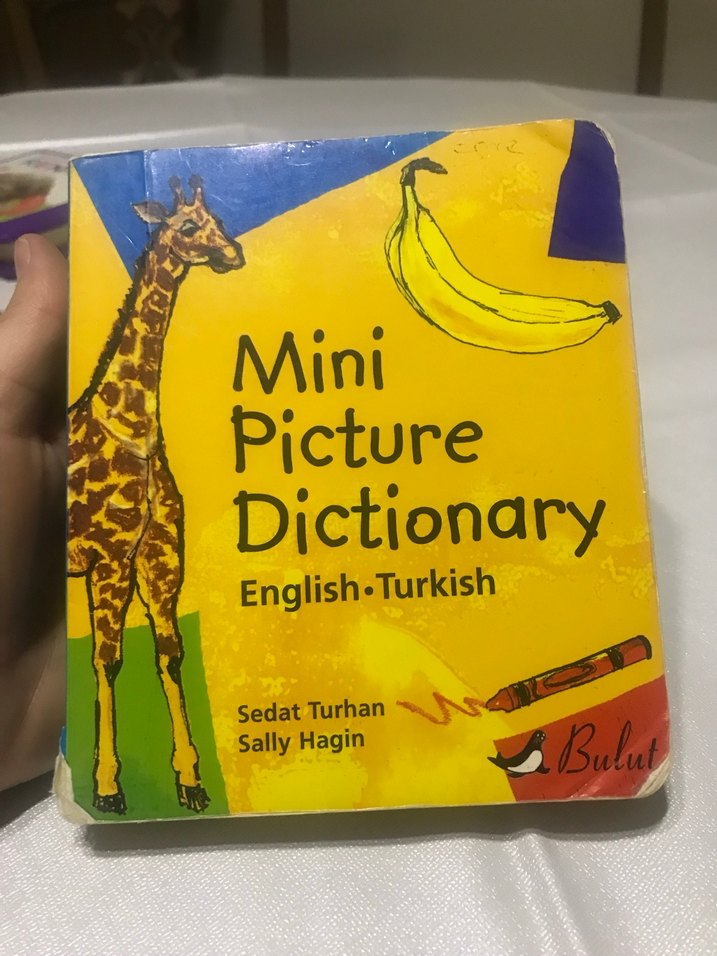 Mini
Picture
Dictionary
English•Turkish
Sedat Turhan
Sally Hagin
Bulut